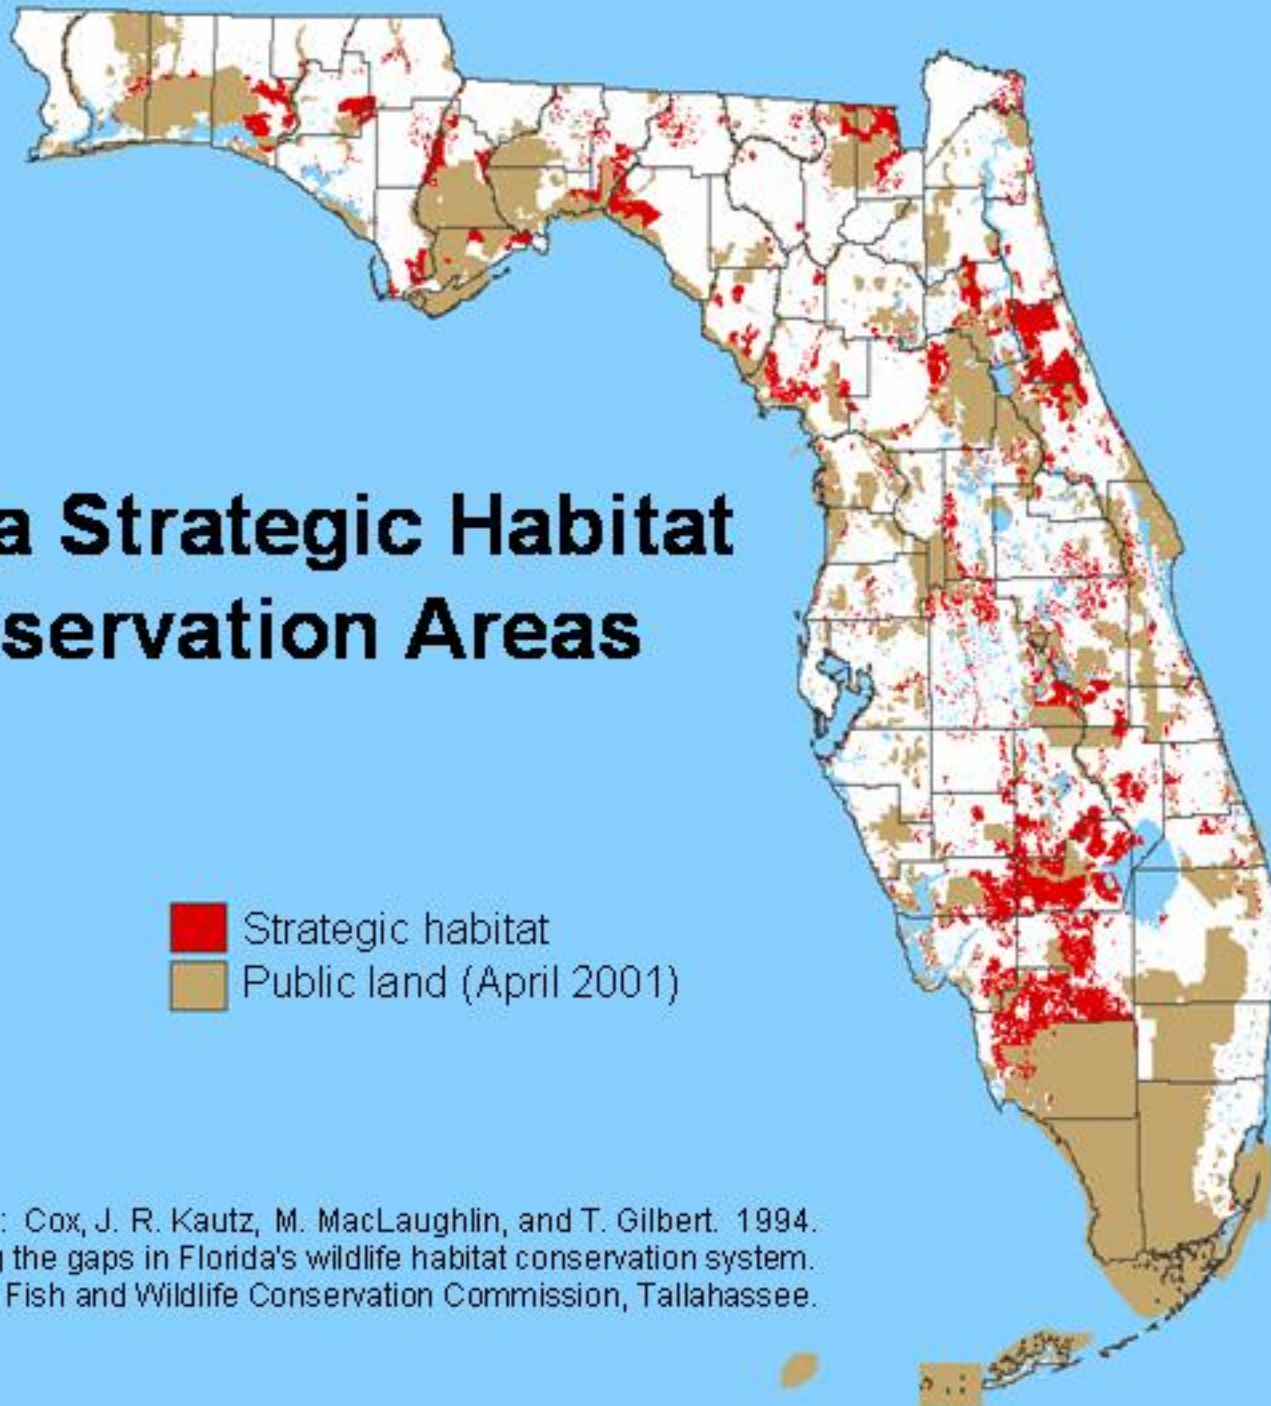 a Strategic Habitat
servation Areas
Strategic habitat
Public land (April 2001)
: Cox, J. R. Kautz, M. MacLaughlin, and T. Gilbert. 1994.
g the gaps in Florida's wildlife habitat conservation system.
Fish and Wildlife Conservation Commission, Tallahassee.